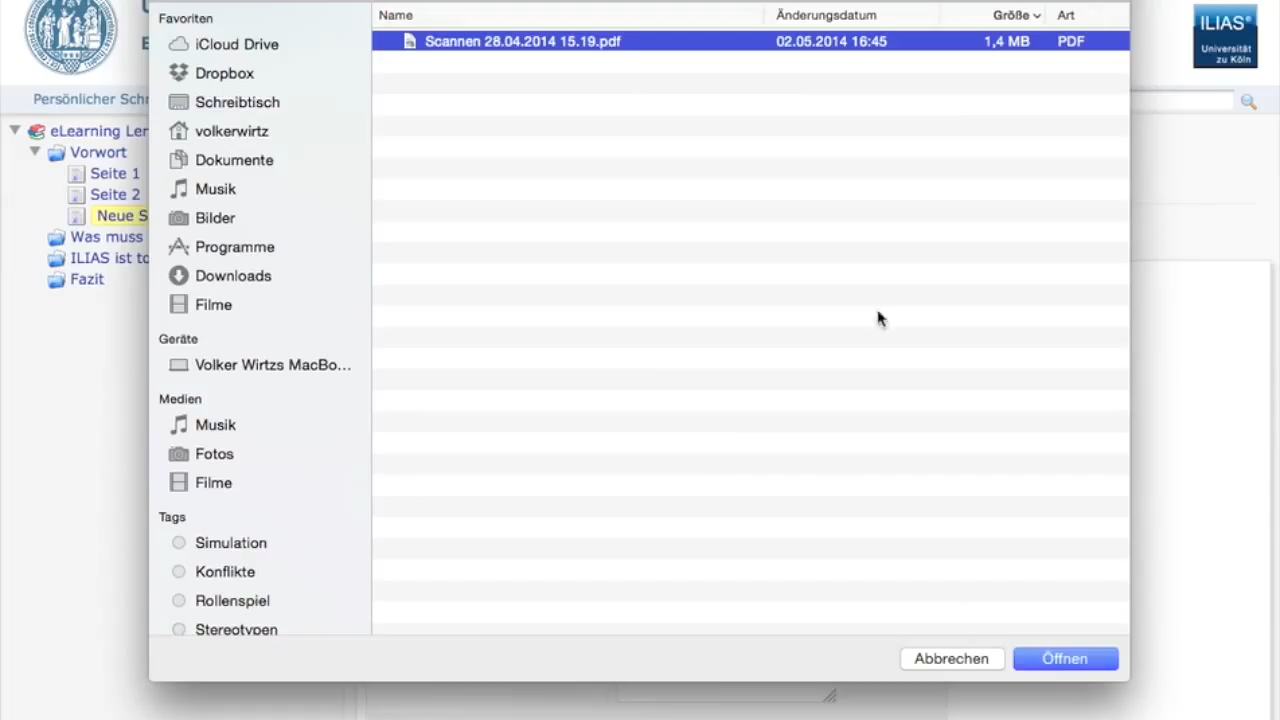 Favoriten
iCloud Drive
Dropbox
Schreibtisch
volkerwirtz
Dokumente
Musik
Bilder
Programme
Downloads
Filme
Geräte
Volker Wirtzs MacBo...
Medien
Musik
Fotos
Filme
Tags
Simulation
Konflikte
Rollenspiel
Stereotypen
Name Änderungsdatum Größe Art
Scannen 28.04.2014 15.19.pdf 02.05.2014 16:45 1,4 MB PDF
Abbrechen Öffnen
ILIAS®
Universität
zu Köln
Persönlicher Schr
eLearning Ler
Vorwort
Seite 1
Seite 2
Neue S
Was muss
ILIAS ist to
Fazit